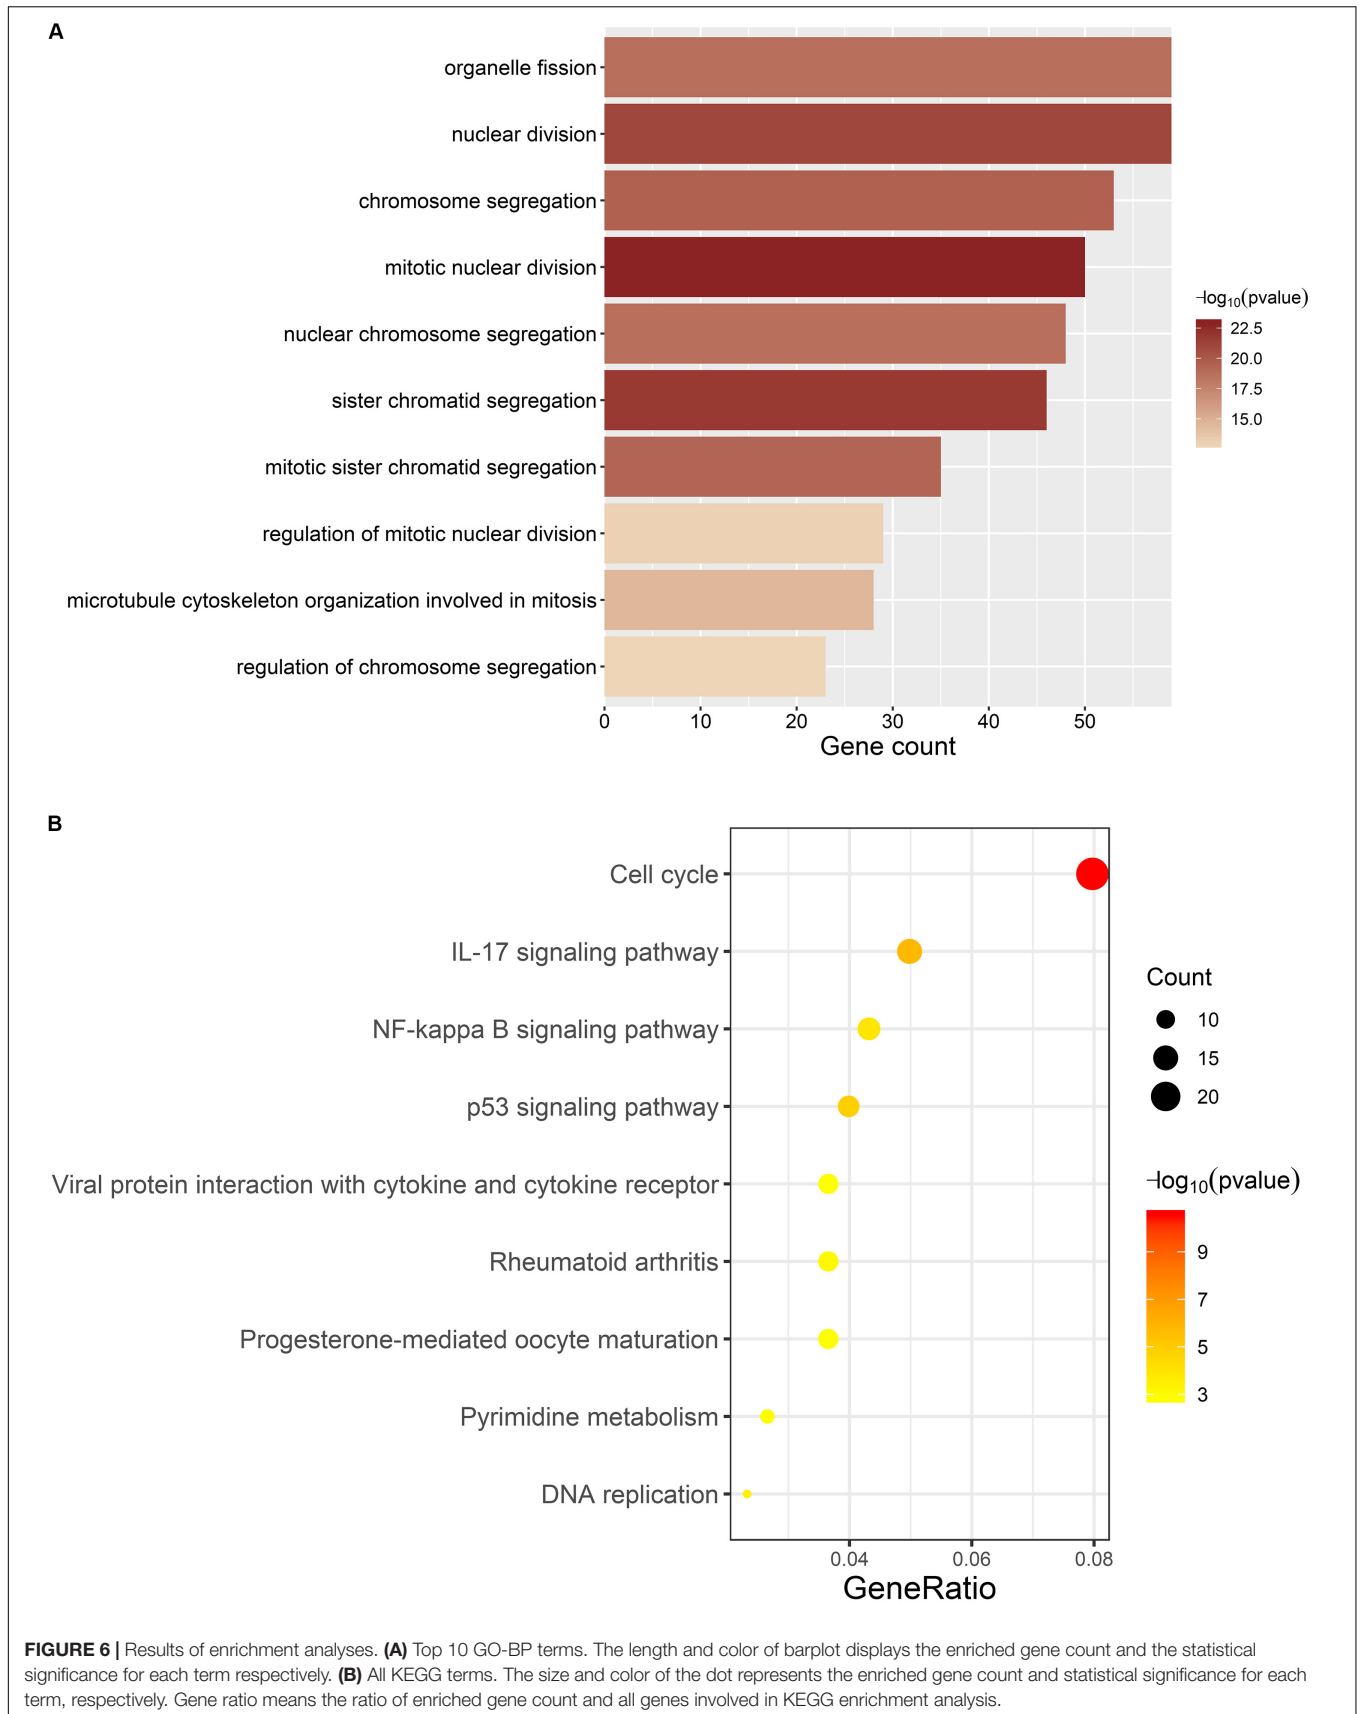 A
organelle fission
nuclear division
chromosome segregation
mitotic nuclear division
nuclear chromosome segregation
sister chromatid segregation
mitotic sister chromatid segregation
regulation of mitotic nuclear division
microtubule cytoskeleton organization involved in mitosis
regulation of chromosome segregation
0 10 20 30 40 50
Gene count
−log10(pvalue)
22.5
20.0
17.5
15.0
B
Cell cycle
IL-17 signaling pathway
NF-kappa B signaling pathway
p53 signaling pathway
Viral protein interaction with cytokine and cytokine receptor
Rheumatoid arthritis
Progesterone-mediated oocyte maturation
Pyrimidine metabolism
DNA replication
0.04 0.06 0.08
GeneRatio
Count
10
15
20
−log10(pvalue)
9
7
5
3
FIGURE 6 | Results of enrichment analyses. (A) Top 10 GO-BP terms. The length and color of barplot displays the enriched gene count and the statistical
significance for each term respectively. (B) All KEGG terms. The size and color of the dot represents the enriched gene count and statistical significance for each
term, respectively. Gene ratio means the ratio of enriched gene count and all genes involved in KEGG enrichment analysis.